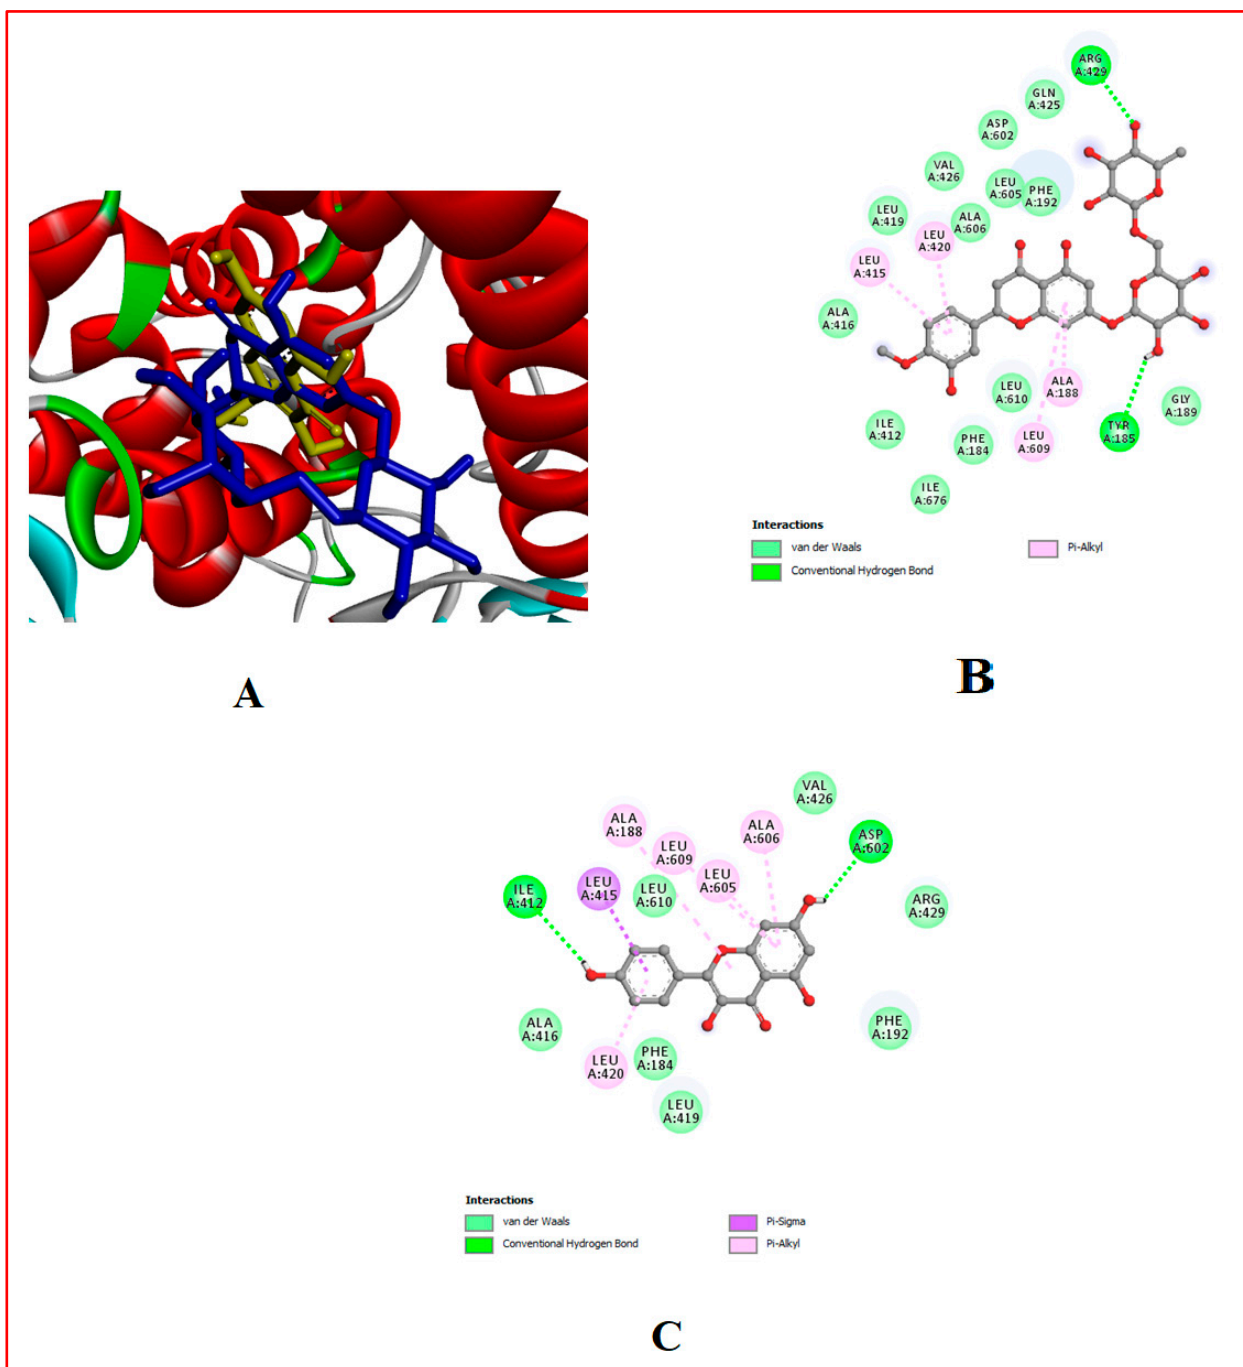 ARG
A:429
GLN
A:425
ASP
A:602
VAL
A:426
LEU
A:605
PHE
A:192
LEU
A:419
ALA
A:606
LEU
A:420
LEU
A:415
ALA
A:416
LEU
A:610
ALA
A:188
GLY
A:189
ILE
A:412
TYR
A:185
PHE
A:184
LEU
A:609
ILE
A:676
Interactions
van der Waals
Conventional Hydrogen Bond
Pi-Alkyl
A
B
VAL
A:426
ALA
A:188
ALA
A:606
ASP
A:602
LEU
A:609
LEU
A:605
ILE
A:412
LEU
A:415
LEU
A:610
ARG
A:429
ALA
A:416
PHE
A:192
LEU
A:420
PHE
A:184
LEU
A:419
Interactions
van der Waals
Conventional Hydrogen Bond
Pi-Sigma
Pi-Alkyl
C